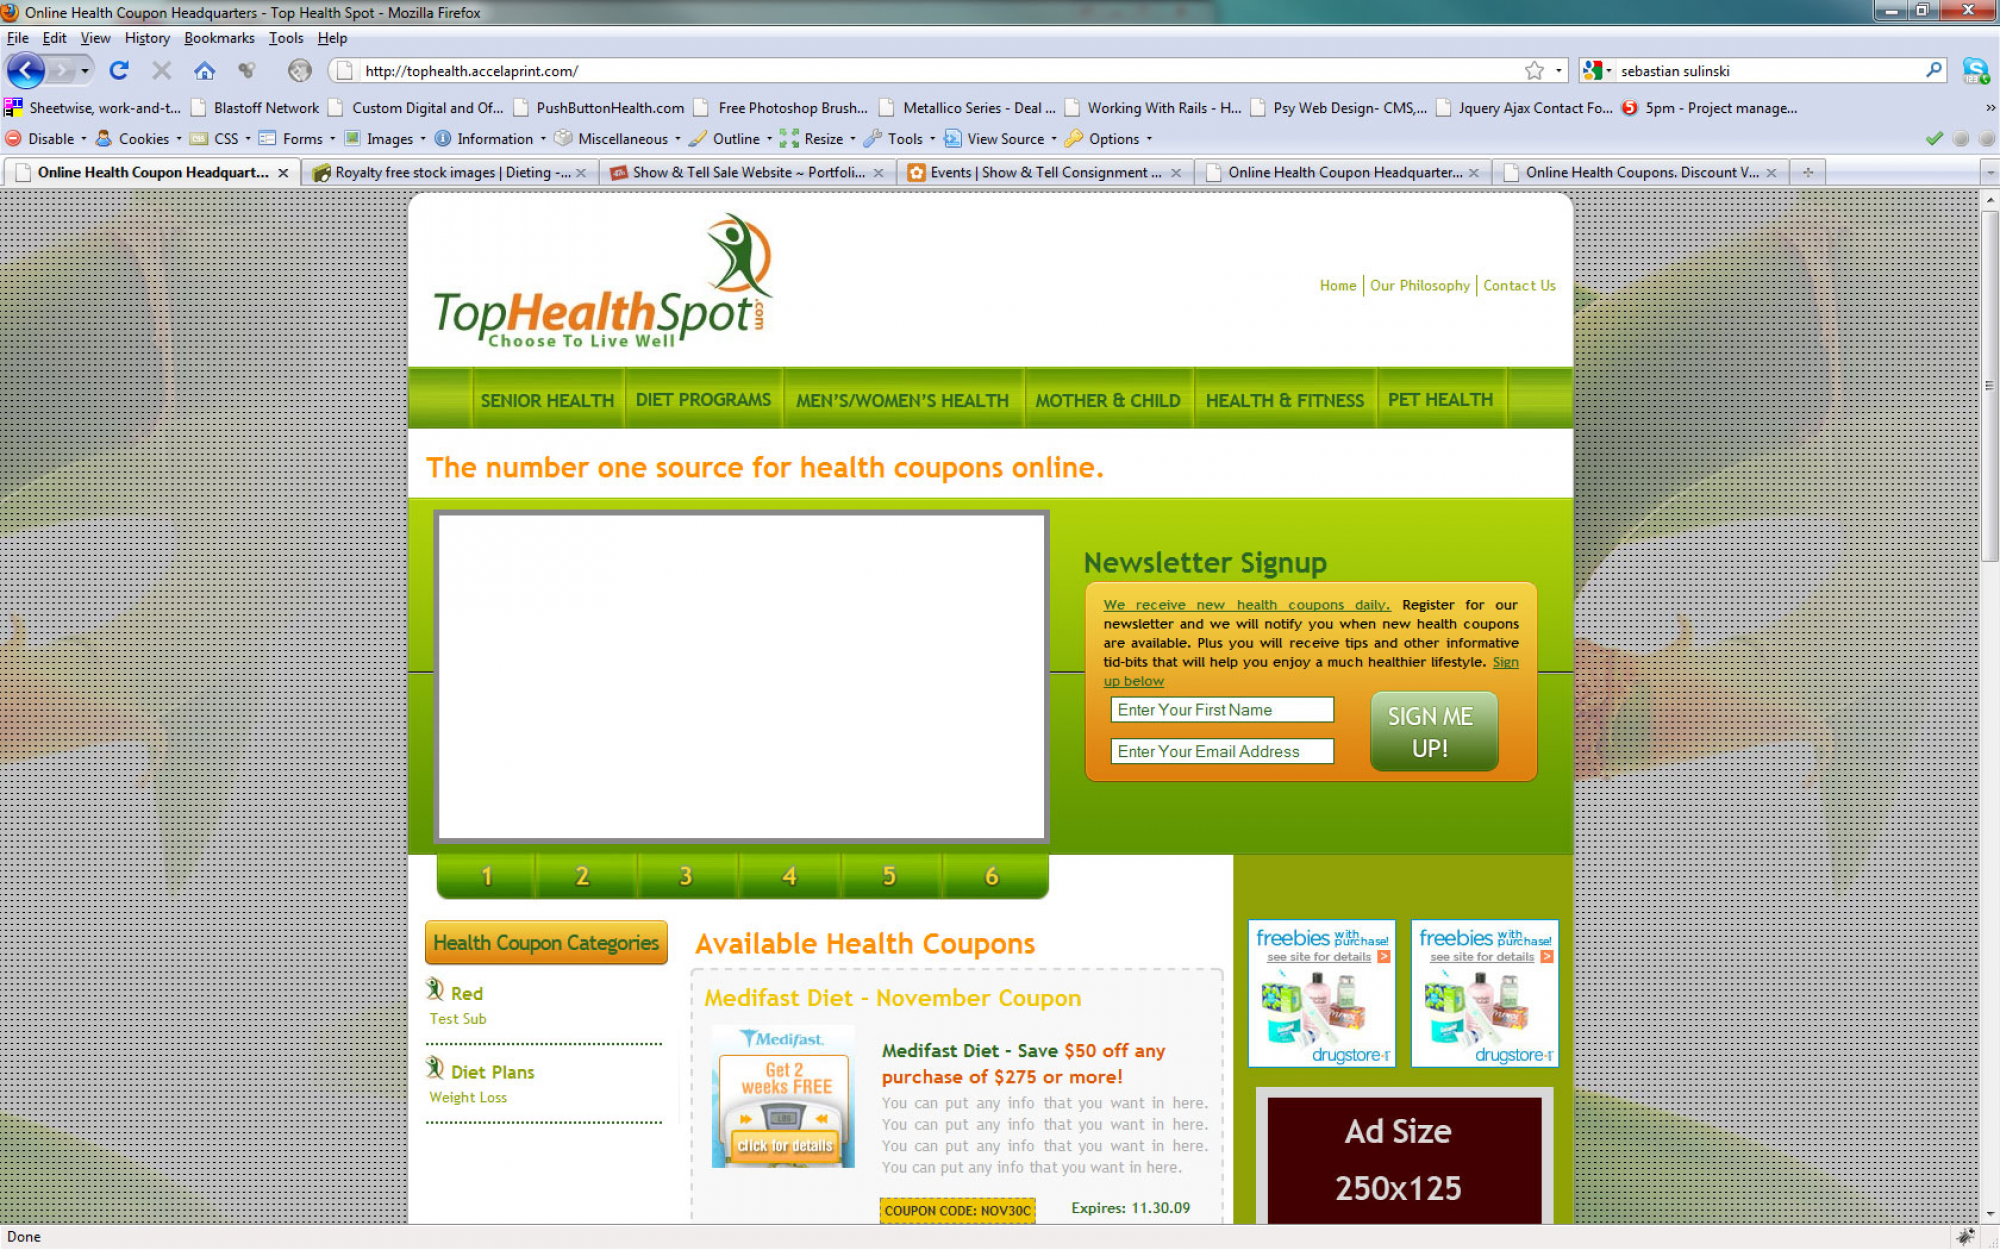 Online Health Coupon Headquarters - Top Health Spot - Mozilla Firefox
File Edit View History Bookmarks Tools Help
http://tophealth.accelaprint.com/
sebastian sulinski
Sheetwise, work-and-t... Blastoff Network Custom Digital and Of... PushButtonHealth.com Free Photoshop Brush... Metallico Series - Deal ... Working With Rails - H... Psy Web Design- CMS,... Jquery Ajax Contact Fo... 5pm - Project manage... »
Disable Cookies CSS Forms Images Information Miscellaneous Outline Resize Tools View Source Options
Online Health Coupon Headquart... Royalty free stock images | Dieting -... Show & Tell Sale Website ~ Portfoli... Events | Show & Tell Consignment ... Online Health Coupon Headquarter... Online Health Coupons. Discount V...
TopHealthSpot.com
Choose To Live Well
Home Our Philosophy Contact Us
SENIOR HEALTH DIET PROGRAMS MEN'S/WOMEN'S HEALTH MOTHER & CHILD HEALTH & FITNESS PET HEALTH
The number one source for health coupons online.
Newsletter Signup
We receive new health coupons daily. Register for our
newsletter and we will notify you when new health coupons
are available. Plus you will receive tips and other informative
tid-bits that will help you enjoy a much healthier lifestyle. Sign
up below
Enter Your First Name
Enter Your Email Address
SIGN ME
UP!
1 2 3 4 5 6
Health Coupon Categories
Red
Test Sub
Diet Plans
Weight Loss
Available Health Coupons
Medifast Diet - November Coupon
Medifast
Get 2
weeks FREE
LBS
click for details
Medifast Diet - Save $50 off any
purchase of $275 or more!
You can put any info that you want in here.
You can put any info that you want in here.
You can put any info that you want in here.
You can put any info that you want in here.
COUPON CODE: NOV30C
Expires: 11.30.09
freebies with purchase!
see site for details
drugstore
freebies with purchase!
see site for details
drugstore
Ad Size
250x125
Done